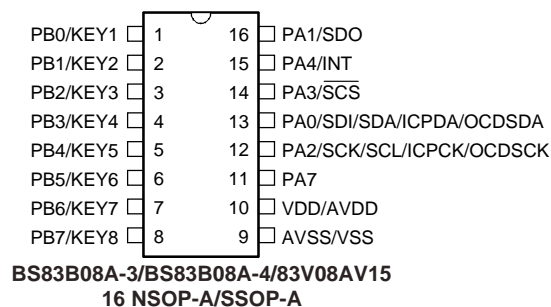 PB0/KEY1 1 16 PA1/SDO
PB1/KEY2 2 15 PA4/INT
PB2/KEY3 3 14 PA3/SCS
PB3/KEY4 4 13 PA0/SDI/SDA/ICPDA/OCDSDA
PB4/KEY5 5 12 PA2/SCK/SCL/ICPCK/OCDSCK
PB5/KEY6 6 11 PA7
PB6/KEY7 7 10 VDD/AVDD
PB7/KEY8 8 9 AVSS/VSS
BS83B08A-3/BS83B08A-4/83V08AV15
16 NSOP-A/SSOP-A